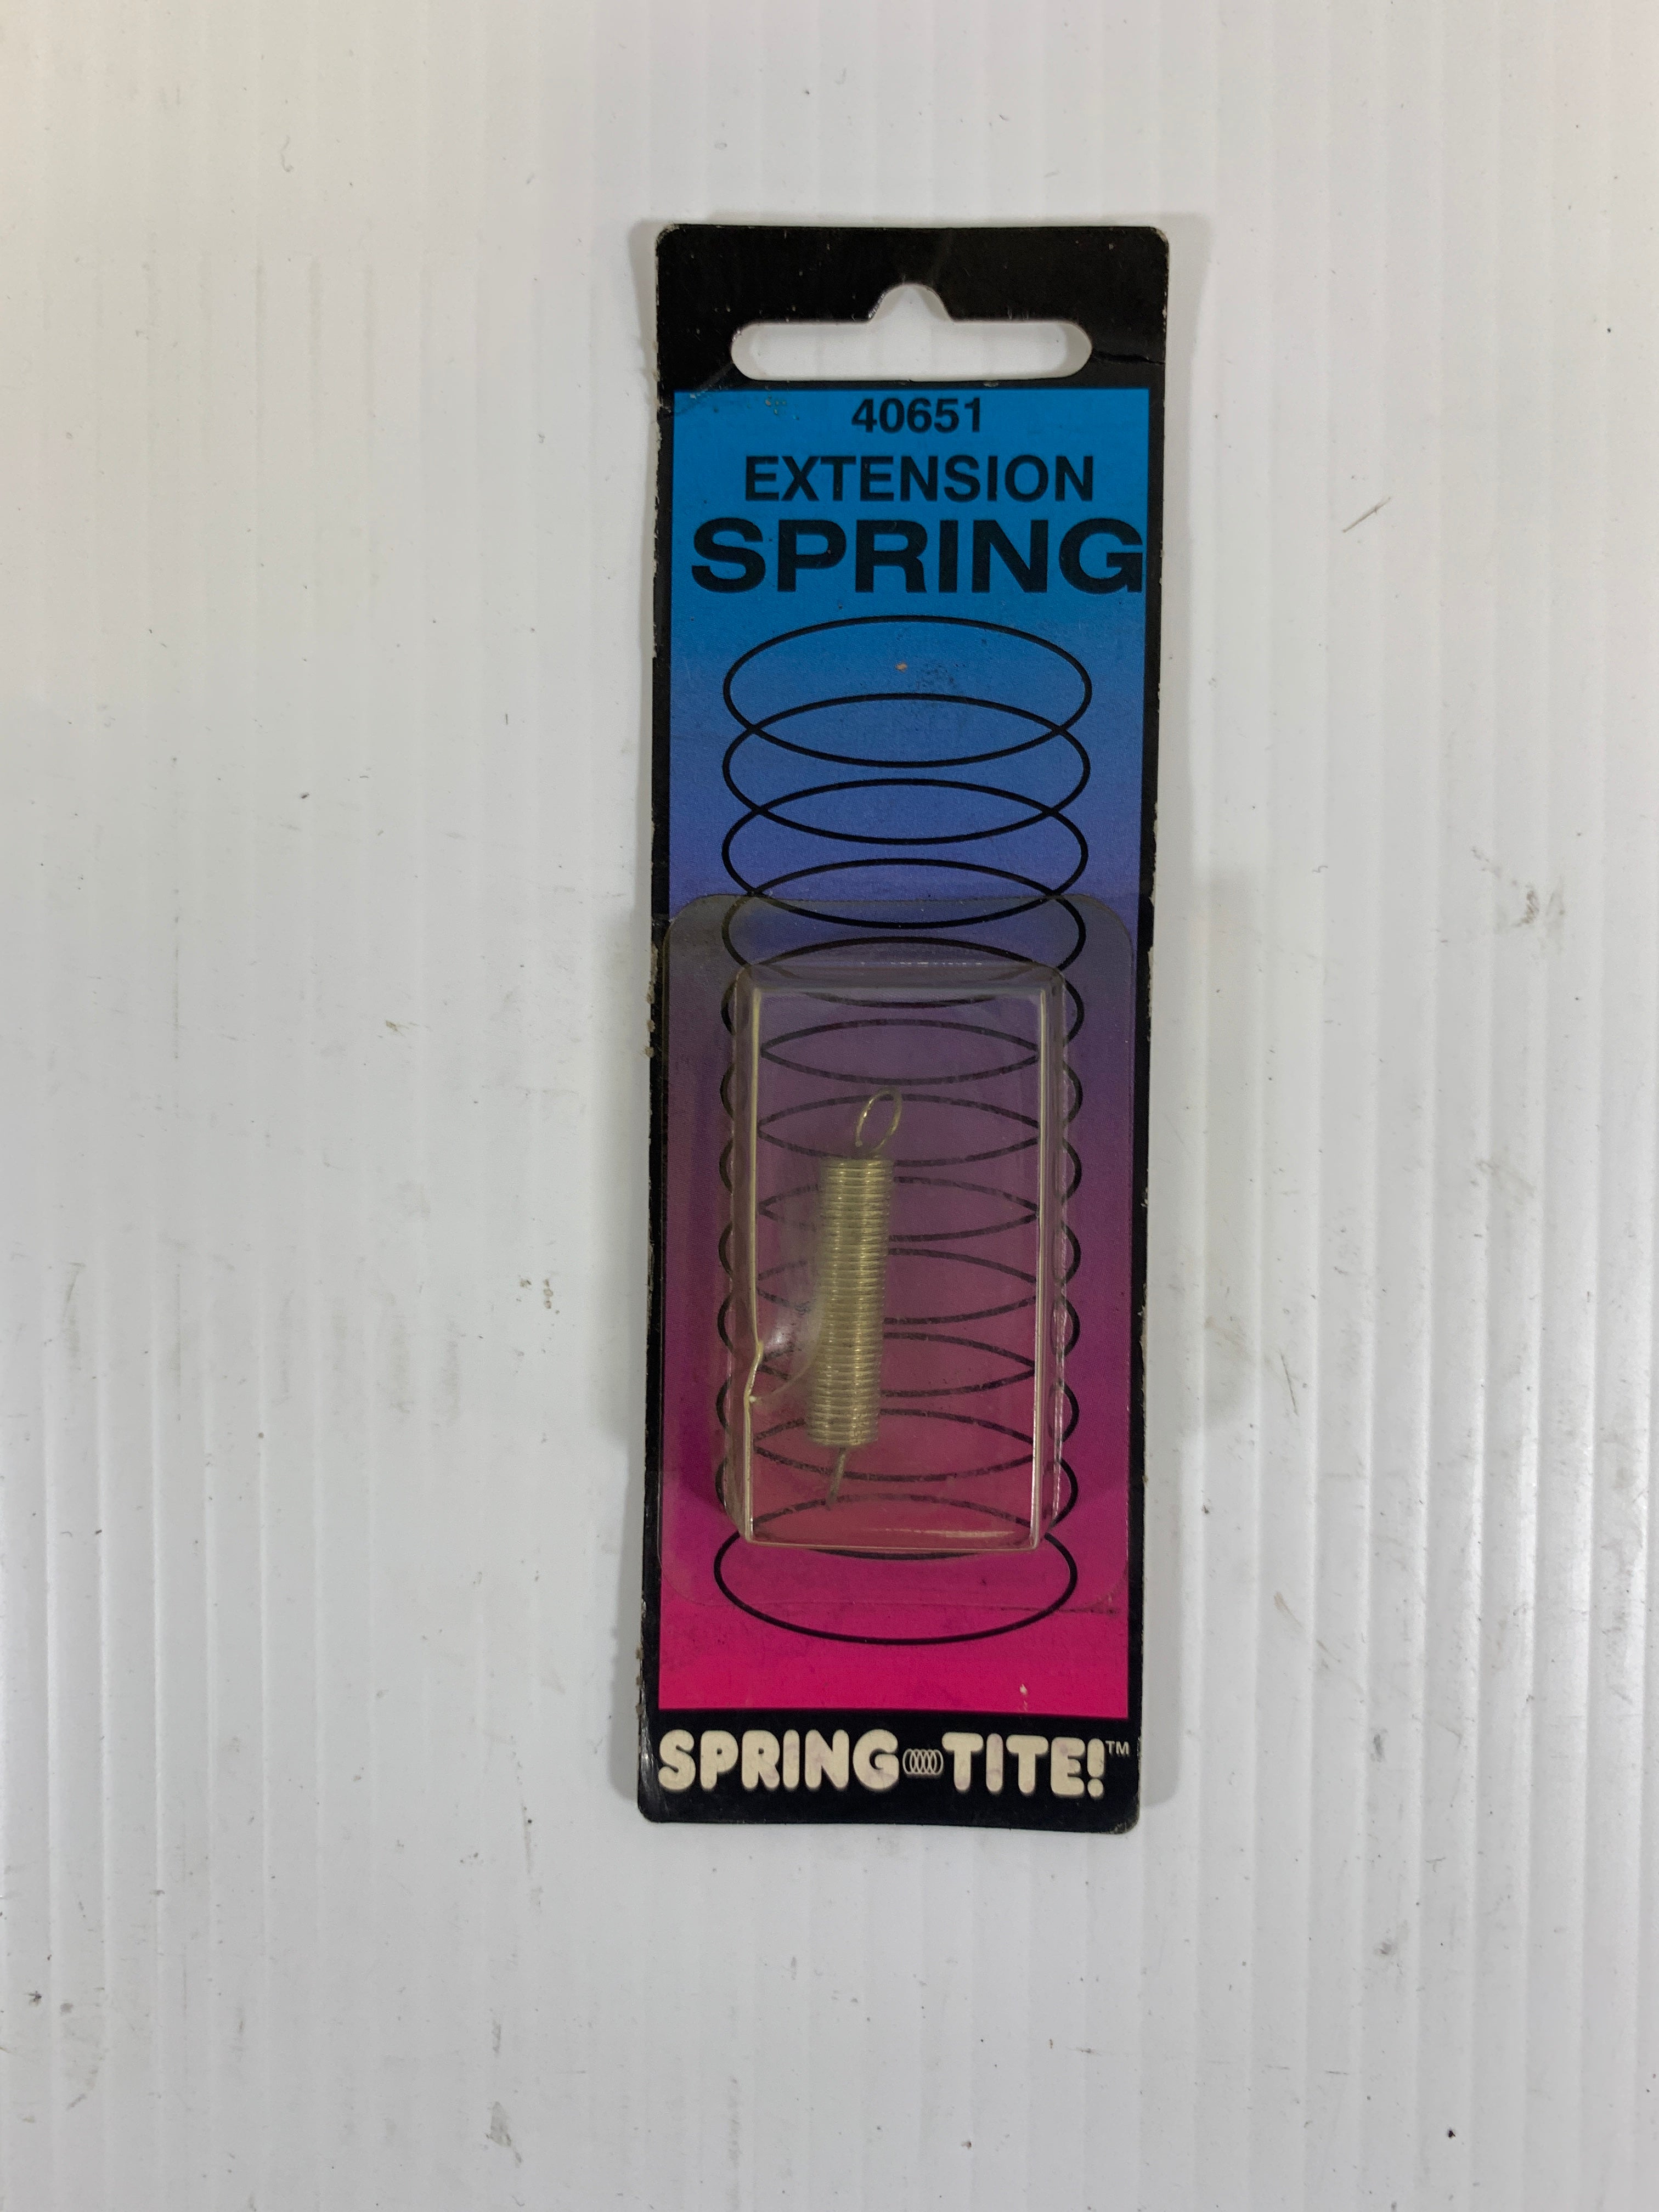 40651
EXTENSION
SPRING
SPRING TITE!™